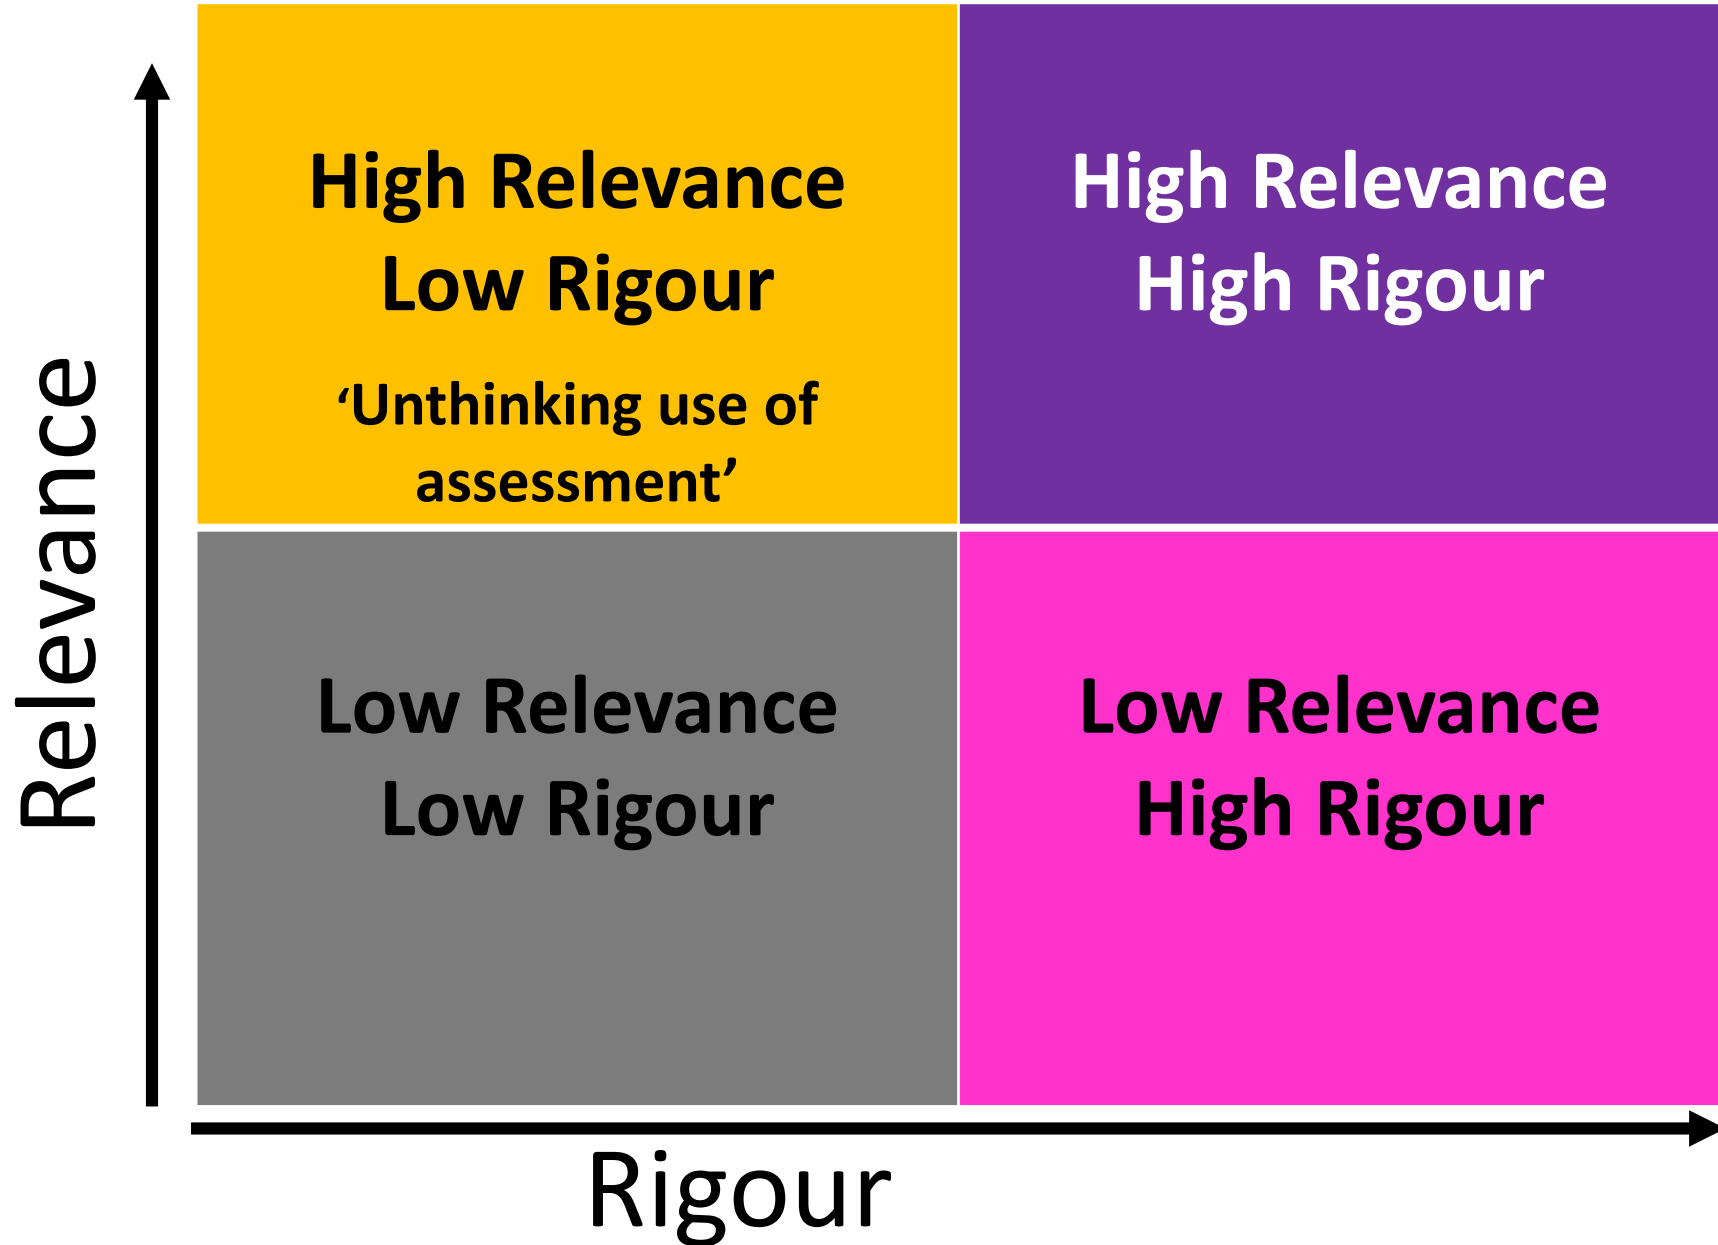 High Relevance
Low Rigour
‘Unthinking use of
assessment’
High Relevance
High Rigour
Low Relevance
Low Rigour
Low Relevance
High Rigour
Relevance
Rigour